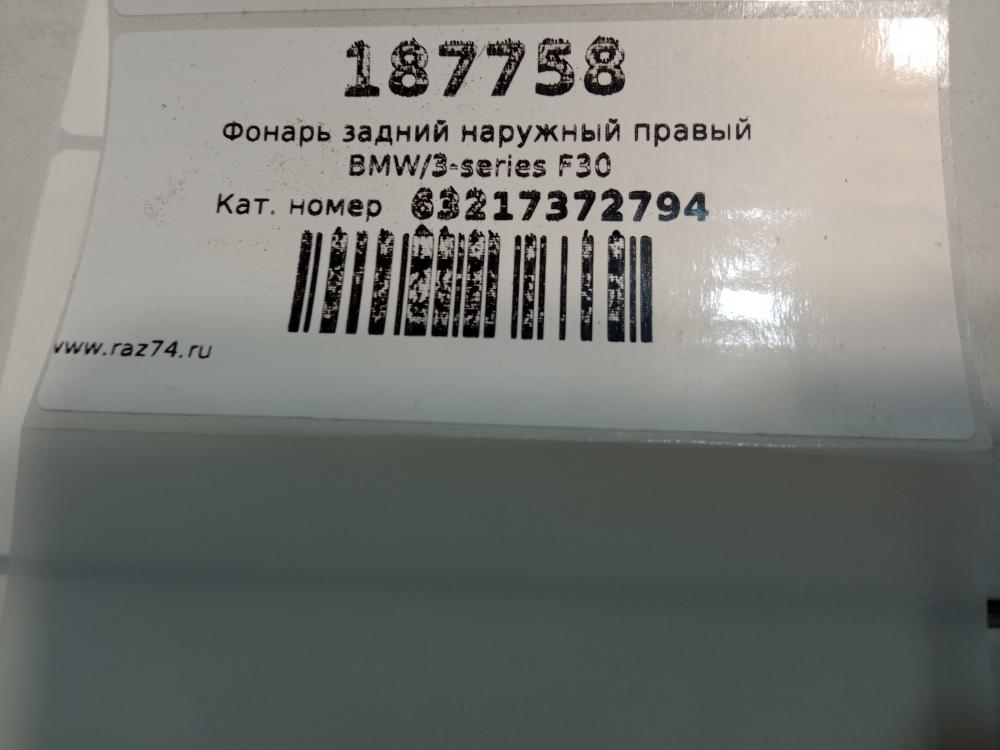 187758
Фонарь задний наружный правый
BMW/3-series F30
Кат. номер 63217372794
www.raz74.ru